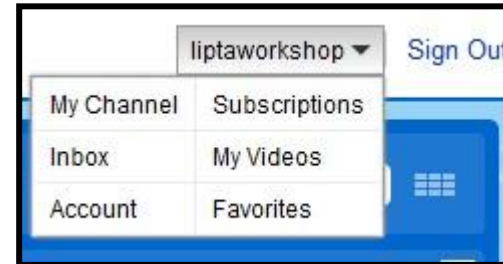 liptaworkshop Sign Out
My Channel Subscriptions
Inbox My Videos
Account Favorites